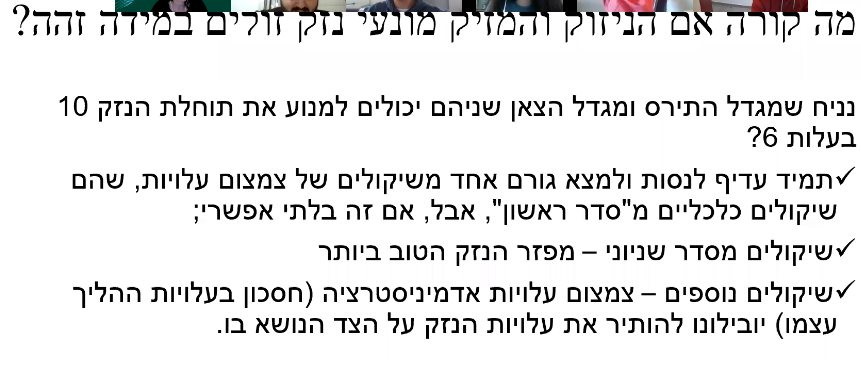 מה קורה אם הניזוק והמזיק מונעי נזק זולים במידה זהה?
נניח שמגדל התירס ומגדל הצאן שניהם יכולים למנוע את תוחלת הנזק 10
בעלות 6?
✓תמיד עדיף לנסות ולמצא גורם אחד משיקולים של צמצום עלויות, שהם
שיקולים כלכליים מ"סדר ראשון", אבל, אם זה בלתי אפשרי;
✓שיקולים מסדר שניוני – מפזר הנזק הטוב ביותר
✓שיקולים נוספים – צמצום עלויות אדמיניסטרציה (חסכון בעלויות ההליך
עצמו) יובילונו להותיר את עלויות הנזק על הצד הנושא בו.